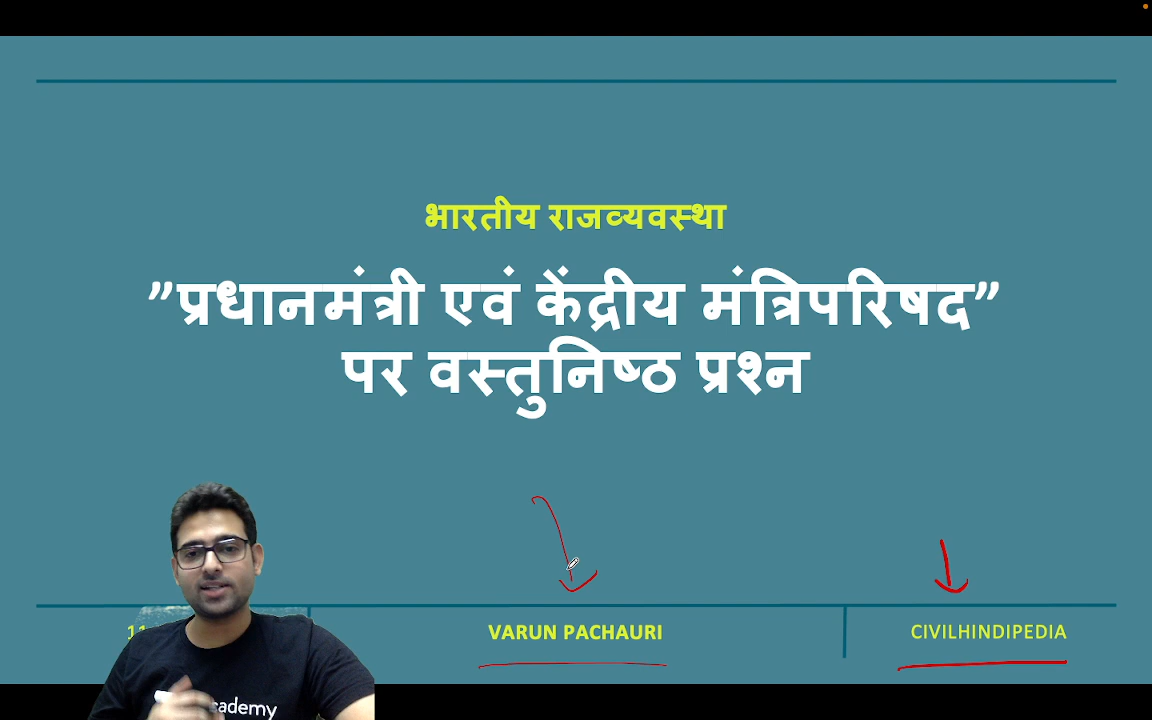 भारतीय राजव्यवस्था
”प्रधानमंत्री एवं केंद्रीय मंत्रिपरिषद”
पर वस्तुनिष्ठ प्रश्न
VARUN PACHAURI
CIVILHINDIPEDIA